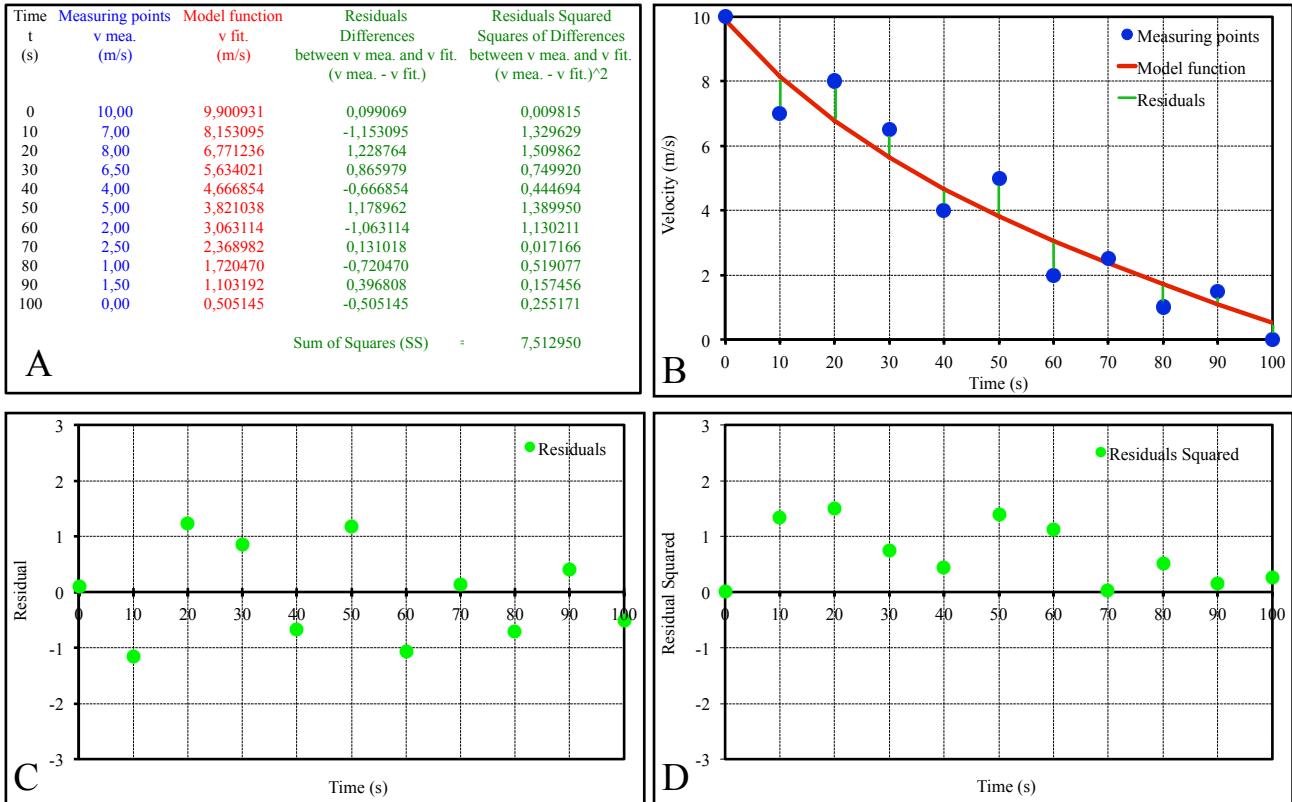 Time Measuring points Model function Residuals Residuals Squared
t v mea. v fit. Differences Squares of Differences
(s) (m/s) (m/s) between v mea. and v fit. between v mea. and v fit.
(v mea. - v fit.) (v mea. - v fit.)^2
0 10,00 9,900931 0,099069 0,009815
10 7,00 8,153095 -1,153095 1,329629
20 8,00 6,771236 1,228764 1,509862
30 6,50 5,634021 0,865979 0,749920
40 4,00 4,666854 -0,666854 0,444694
50 5,00 3,821038 1,178962 1,389950
60 2,00 3,063114 -1,063114 1,130211
70 2,50 2,368982 0,131018 0,017166
80 1,00 1,720470 -0,720470 0,519077
90 1,50 1,103192 0,396808 0,157456
100 0,00 0,505145 -0,505145 0,255171
Sum of Squares (SS) = 7,512950
A
10
8
6
4
2
0
Velocity (m/s)
Measuring points
Model function
Residuals
0 10 20 30 40 50 60 70 80 90 100
Time (s)
B
3
2
1
0
-1
-2
-3
Residual
Residuals
0 10 20 30 40 50 60 70 80 90 100
Time (s)
C
3
2
1
0
-1
-2
-3
Residual Squared
Residuals Squared
0 10 20 30 40 50 60 70 80 90 100
Time (s)
D